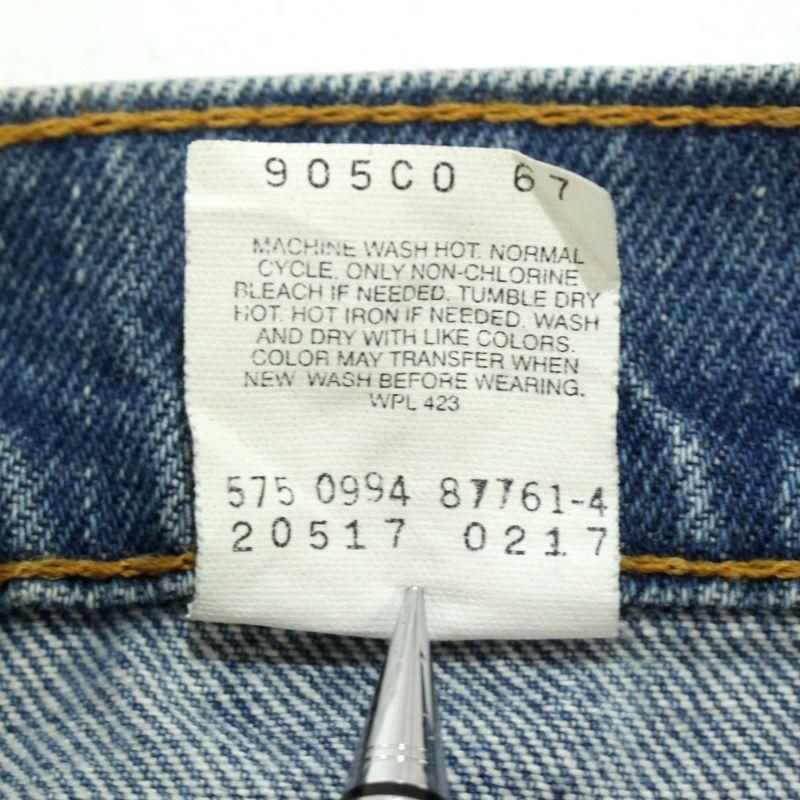 905C0 67
MACHINE WASH HOT. NORMAL
CYCLE. ONLY NON-CHLORINE
BLEACH IF NEEDED. TUMBLE DRY
HOT. HOT IRON IF NEEDED. WASH
AND DRY WITH LIKE COLORS.
COLOR MAY TRANSFER WHEN
NEW WASH BEFORE WEARING.
WPL 423
575 0994 87761-4
20517 0217